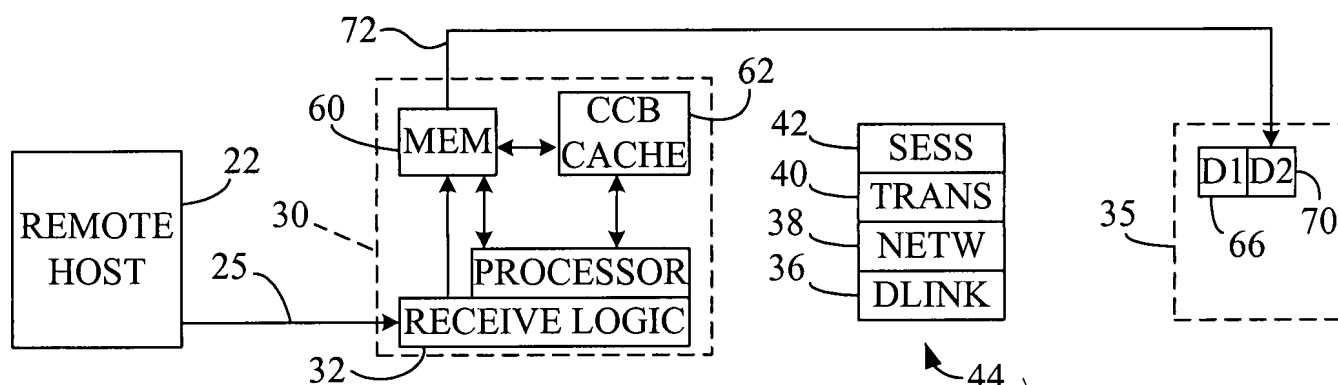 72
60
MEM
CCB
CACHE
62
42
SESS
40
TRANS
38
NETW
36
DLINK
44
22
REMOTE
HOST
25
30
PROCESSOR
RECEIVE LOGIC
32
35
D1
D2
66
70